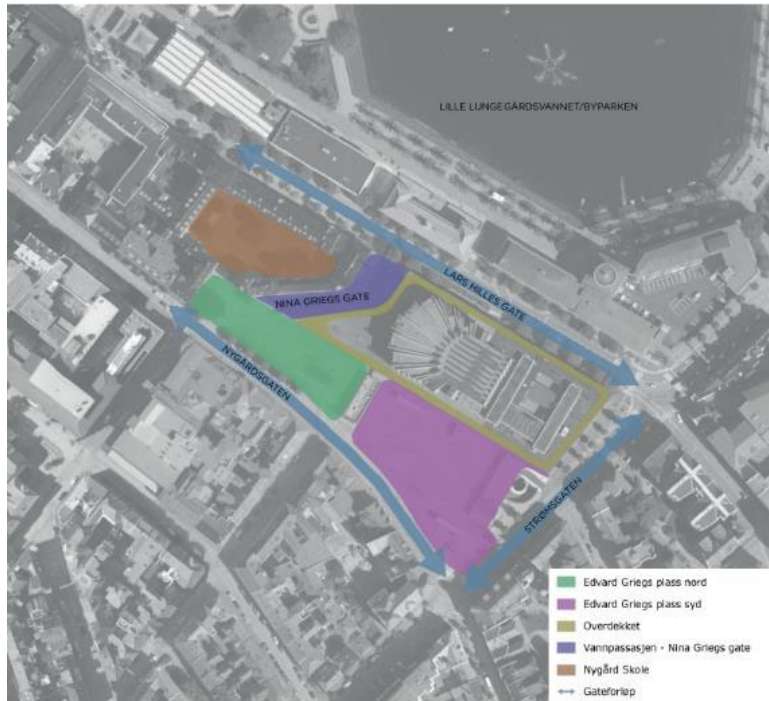 LILLE LUNGEGÅRDSVANNET/BYPARKEN
LARS HILLES GATE
NINA GRIEGS GATE
NYGÅRDSGATEN
STRØMSGATEN
Edvard Griegs plass nord
Edvard Griegs plass syd
Overdekket
Vannpassasjen - Nina Griegs gate
Nygård Skole
Gateforløp